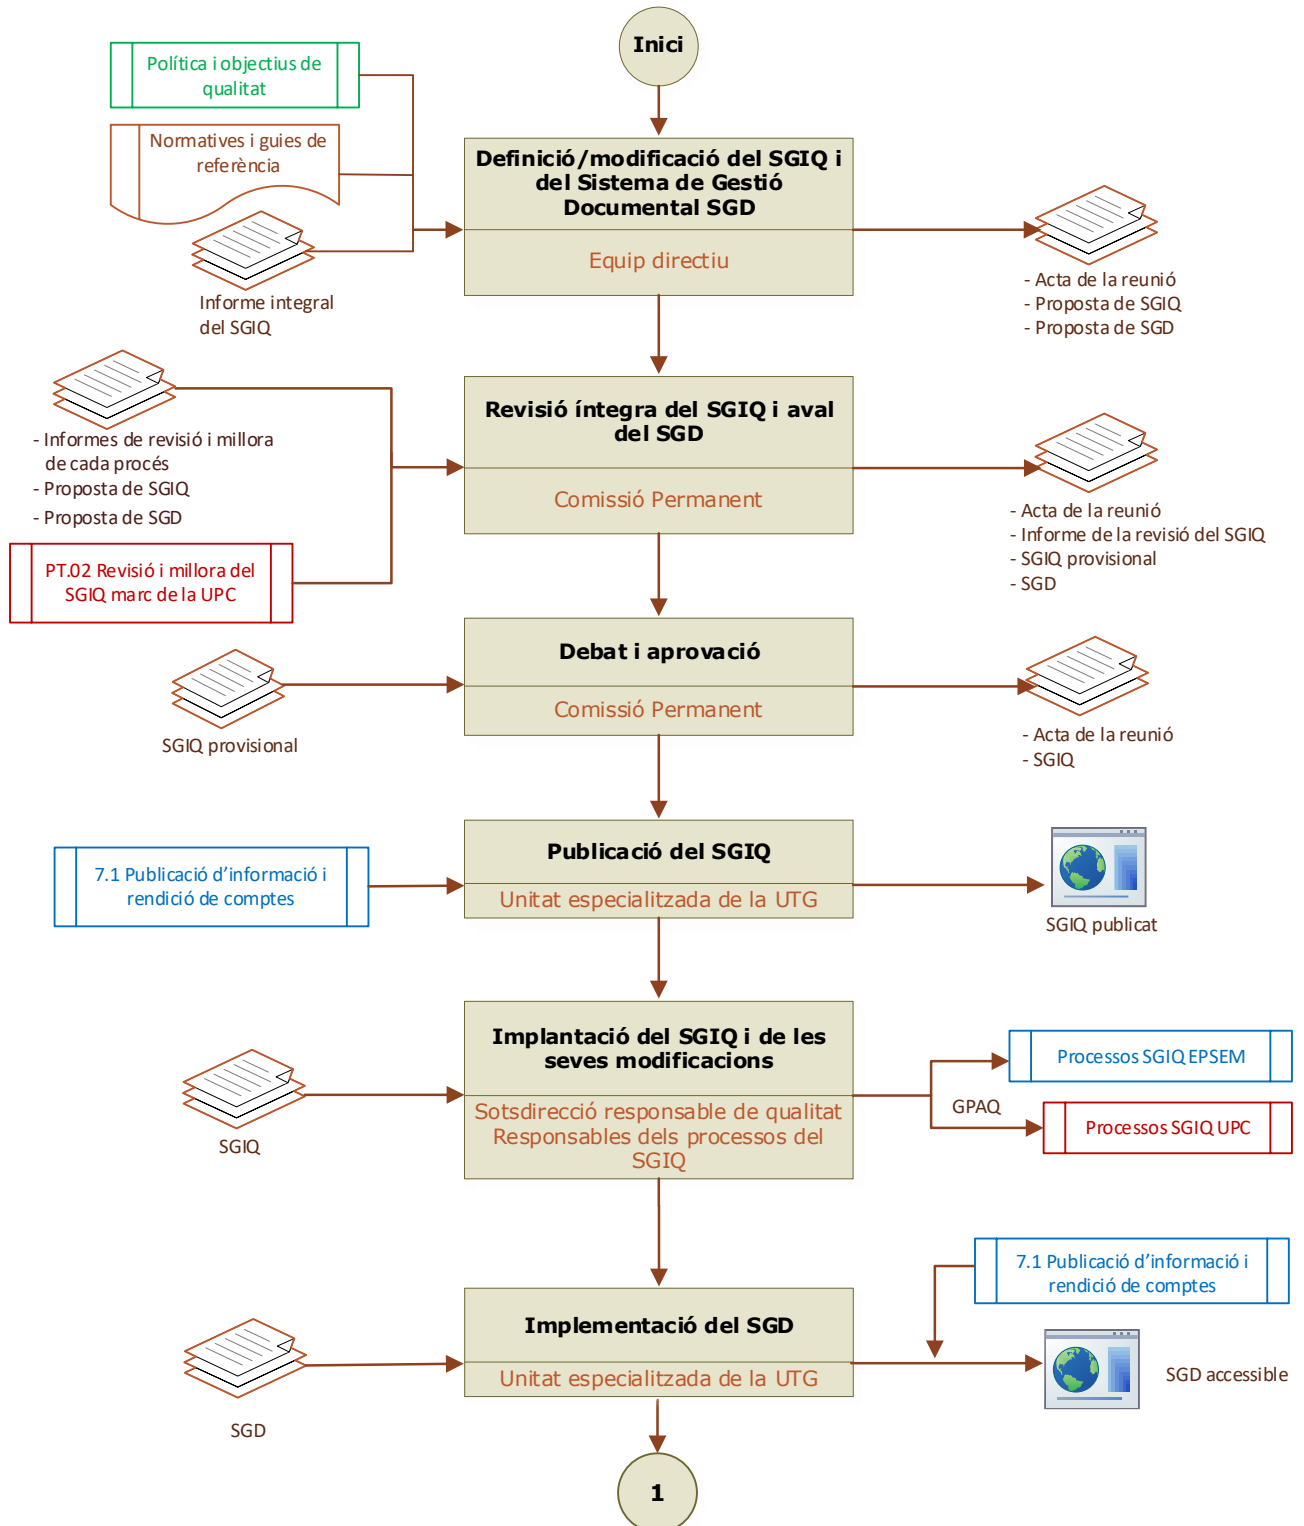 Inici
Política i objectius de
qualitat
Normatives i guies de
referència
Informe integral
del SGIQ
Definició/modificació del SGIQ i
del Sistema de Gestió
Documental SGD
Equip directiu
- Acta de la reunió
- Proposta de SGIQ
- Proposta de SGD
- Informes de revisió i millora
de cada procés
- Proposta de SGIQ
- Proposta de SGD
PT.02 Revisió i millora del
SGIQ marc de la UPC
Revisió íntegra del SGIQ i aval
del SGD
Comissió Permanent
- Acta de la reunió
- Informe de la revisió del SGIQ
- SGIQ provisional
- SGD
SGIQ provisional
Debat i aprovació
Comissió Permanent
- Acta de la reunió
- SGIQ
7.1 Publicació d’informació i
rendició de comptes
Publicació del SGIQ
Unitat especialitzada de la UTG
SGIQ publicat
SGIQ
Implantació del SGIQ i de les
seves modificacions
Sotsdirecció responsable de qualitat
Responsables dels processos del
SGIQ
GPAQ
Processos SGIQ EPSEM
Processos SGIQ UPC
SGD
Implementació del SGD
Unitat especialitzada de la UTG
7.1 Publicació d’informació i
rendició de comptes
SGD accessible
1